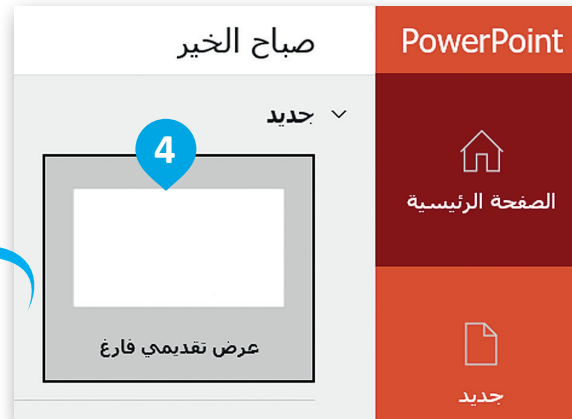 PowerPoint
الصفحة الرئيسية
جديد
صباح الخير
جديد
4
عرض تقديمي فارغ